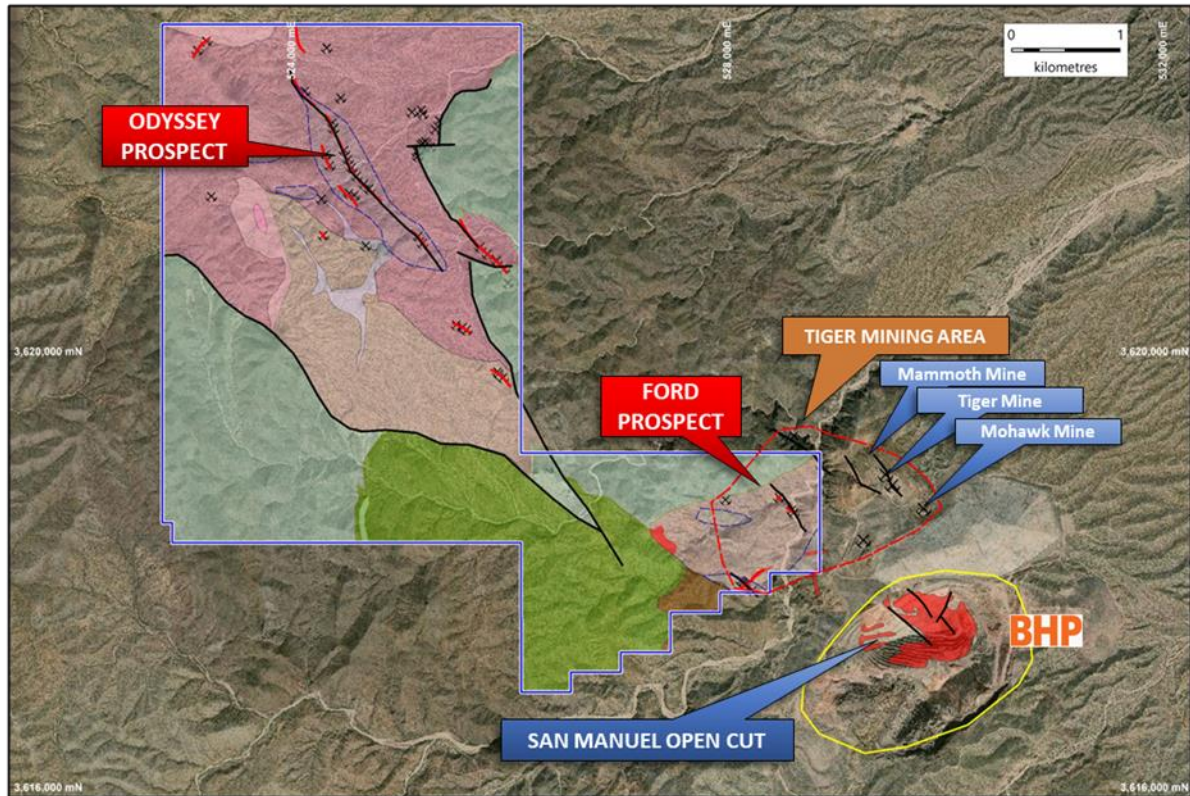 524,000 mE
528,000 mE
532,000 mE
0 1
kilometres
ODYSSEY
PROSPECT
3,620,000 mN
3,620,000 mN
TIGER MINING AREA
Mammoth Mine
Tiger Mine
Mohawk Mine
FORD
PROSPECT
BHP
SAN MANUEL OPEN CUT
3,616,000 mN
3,616,000 mN